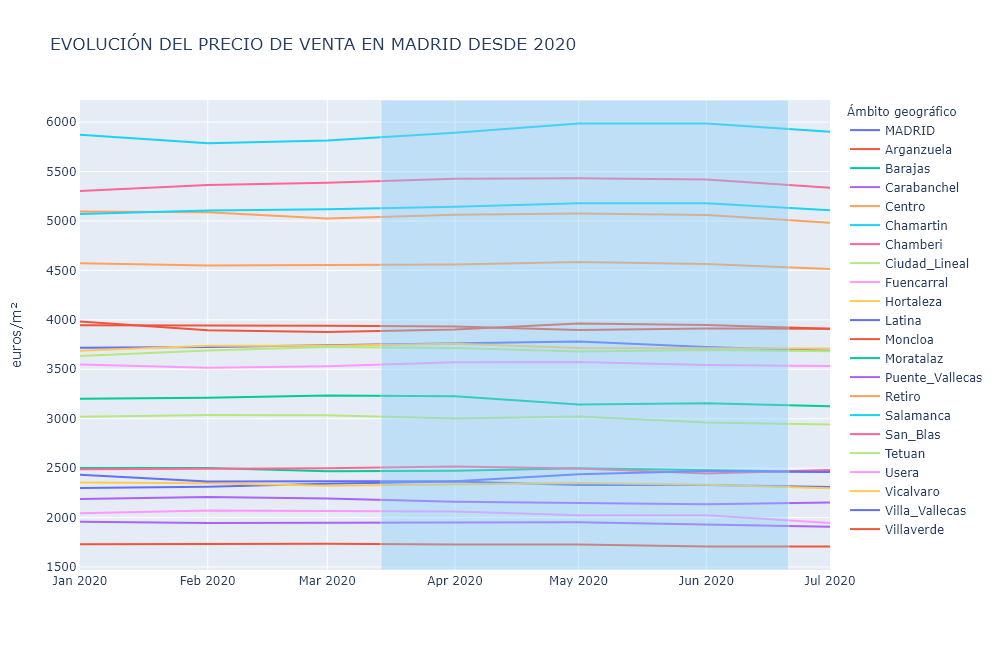 EVOLUCIÓN DEL PRECIO DE VENTA EN MADRID DESDE 2020
euros/m²
6000
5500
5000
4500
4000
3500
3000
2500
2000
1500
Jan 2020 Feb 2020 Mar 2020 Apr 2020 May 2020 Jun 2020 Jul 2020
Ámbito geográfico
MADRID
Arganzuela
Barajas
Carabanchel
Centro
Chamartin
Chamberi
Ciudad_Lineal
Fuencarral
Hortaleza
Latina
Moncloa
Moratalaz
Puente_Vallecas
Retiro
Salamanca
San_Blas
Tetuan
Usera
Vicalvaro
Villa_Vallecas
Villaverde